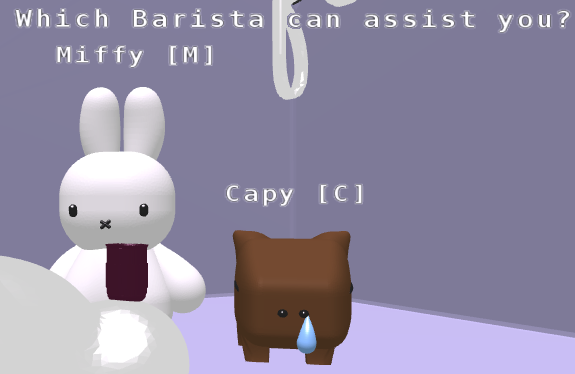 Which Barista can assist you?
Miffy [M]
Capy [C]